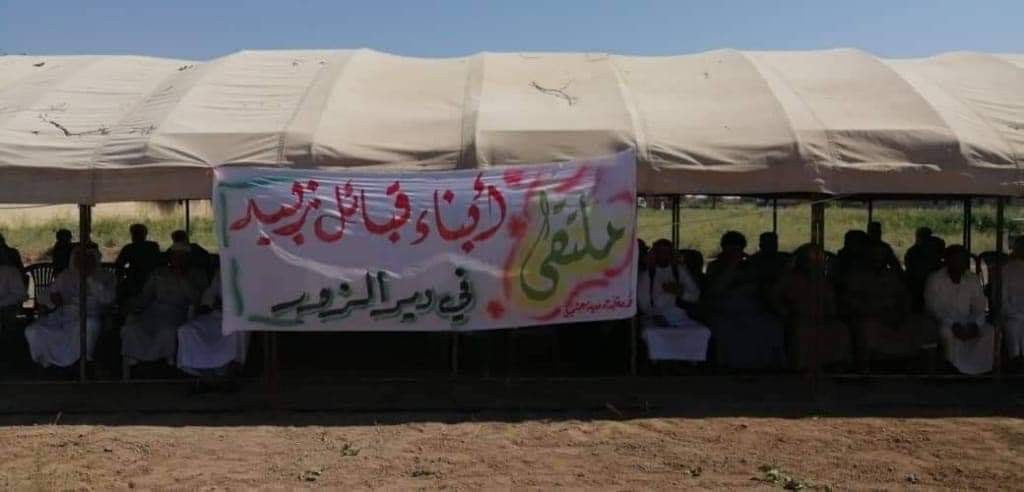 ملتقى أبناء قبائل زبيد
في دير الزور